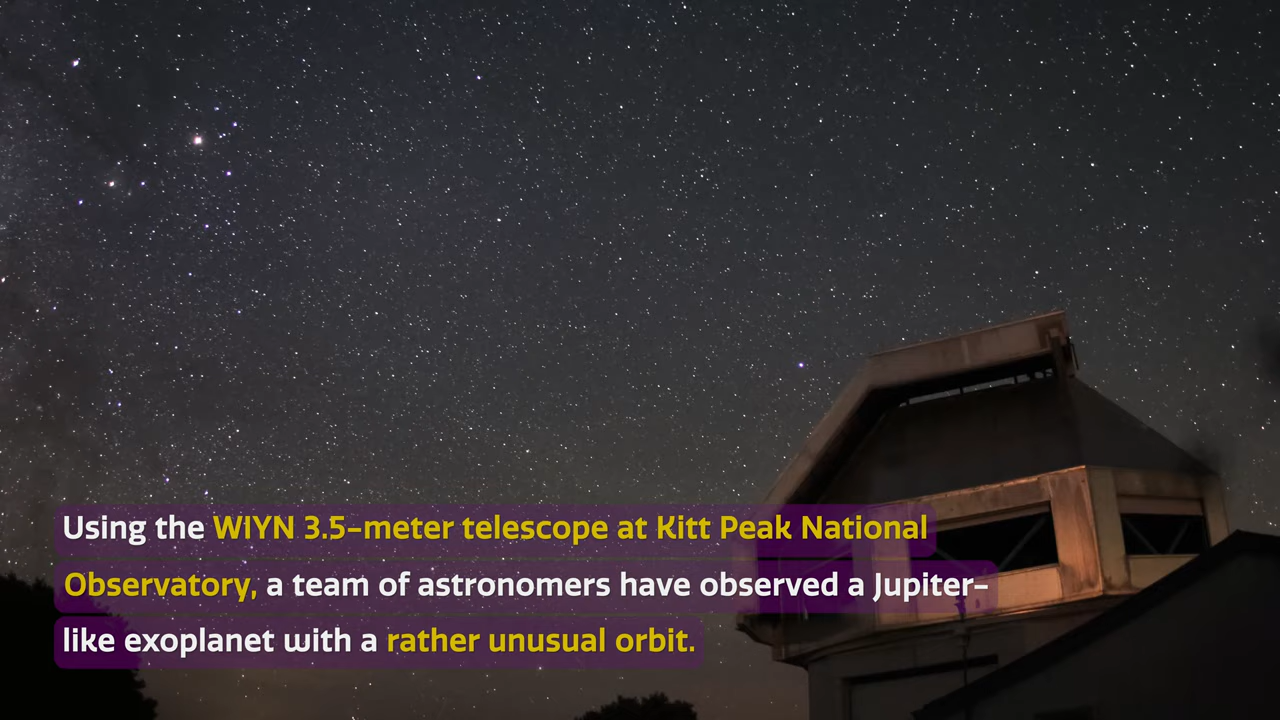 Using the WIYN 3.5-meter telescope at Kitt Peak National
Observatory, a team of astronomers have observed a Jupiter-
like exoplanet with a rather unusual orbit.